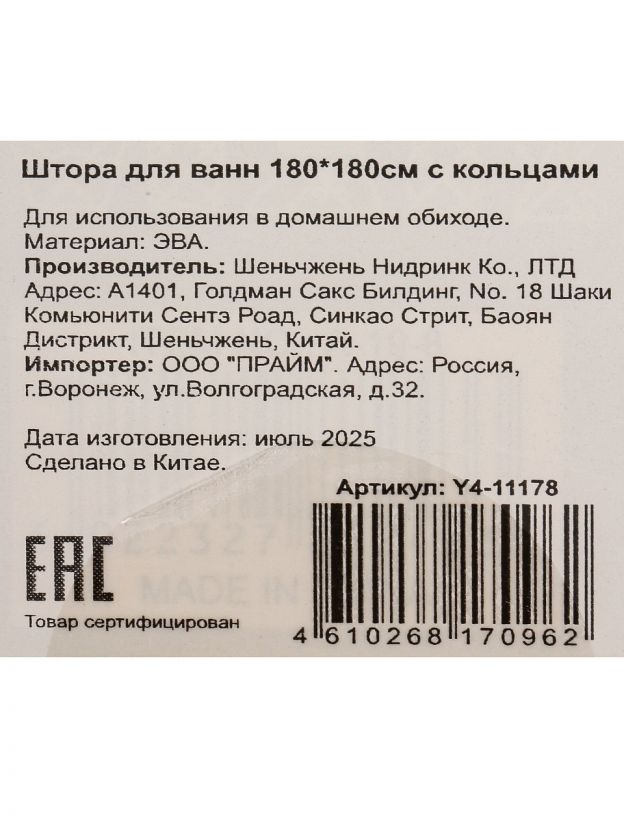 Штора для ванн 180*180см с кольцами
Для использования в домашнем обиходе.
Материал: ЭВА.
Производитель: Шеньчжень Нидринк Ко., ЛТД
Адрес: А1401, Голдман Сакс Билдинг, No. 18 Шаки
Комьюнити Сентэ Роад, Синкао Стрит, Баоян
Дистрикт, Шеньчжень, Китай.
Импортер: ООО "ПРАЙМ". Адрес: Россия,
г.Воронеж, ул.Волгоградская, д.32.
Дата изготовления: июль 2025
Сделано в Китае.
Артикул: Y4-11178
22327
MADE IN
EAC
Товар сертифицирован
4 610268 170962